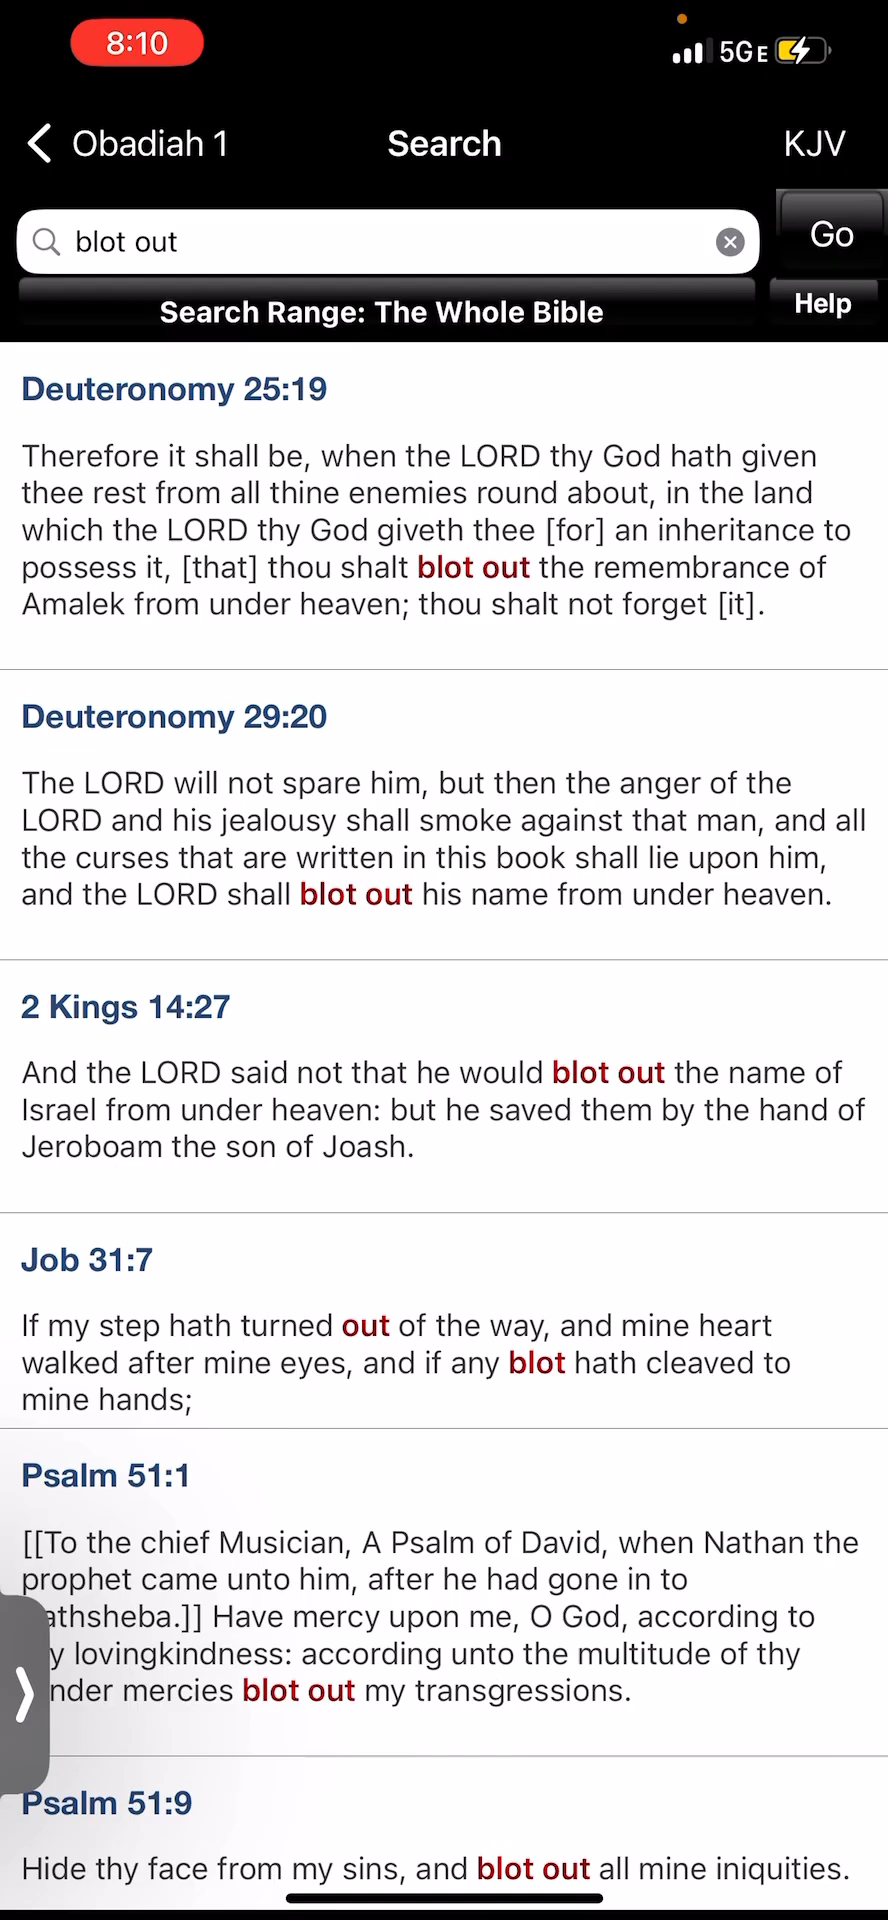 8:10
5GE
Obadiah 1
Search
KJV
blot out
Go
Search Range: The Whole Bible
Help
Deuteronomy 25:19
Therefore it shall be, when the LORD thy God hath given
thee rest from all thine enemies round about, in the land
which the LORD thy God giveth thee [for] an inheritance to
possess it, [that] thou shalt blot out the remembrance of
Amalek from under heaven; thou shalt not forget [it].
Deuteronomy 29:20
The LORD will not spare him, but then the anger of the
LORD and his jealousy shall smoke against that man, and all
the curses that are written in this book shall lie upon him,
and the LORD shall blot out his name from under heaven.
2 Kings 14:27
And the LORD said not that he would blot out the name of
Israel from under heaven: but he saved them by the hand of
Jeroboam the son of Joash.
Job 31:7
If my step hath turned out of the way, and mine heart
walked after mine eyes, and if any blot hath cleaved to
mine hands;
Psalm 51:1
[[To the chief Musician, A Psalm of David, when Nathan the
prophet came unto him, after he had gone in to
athsheba.]] Have mercy upon me, O God, according to
y lovingkindness: according unto the multitude of thy
nder mercies blot out my transgressions.
Psalm 51:9
Hide thy face from my sins, and blot out all mine iniquities.